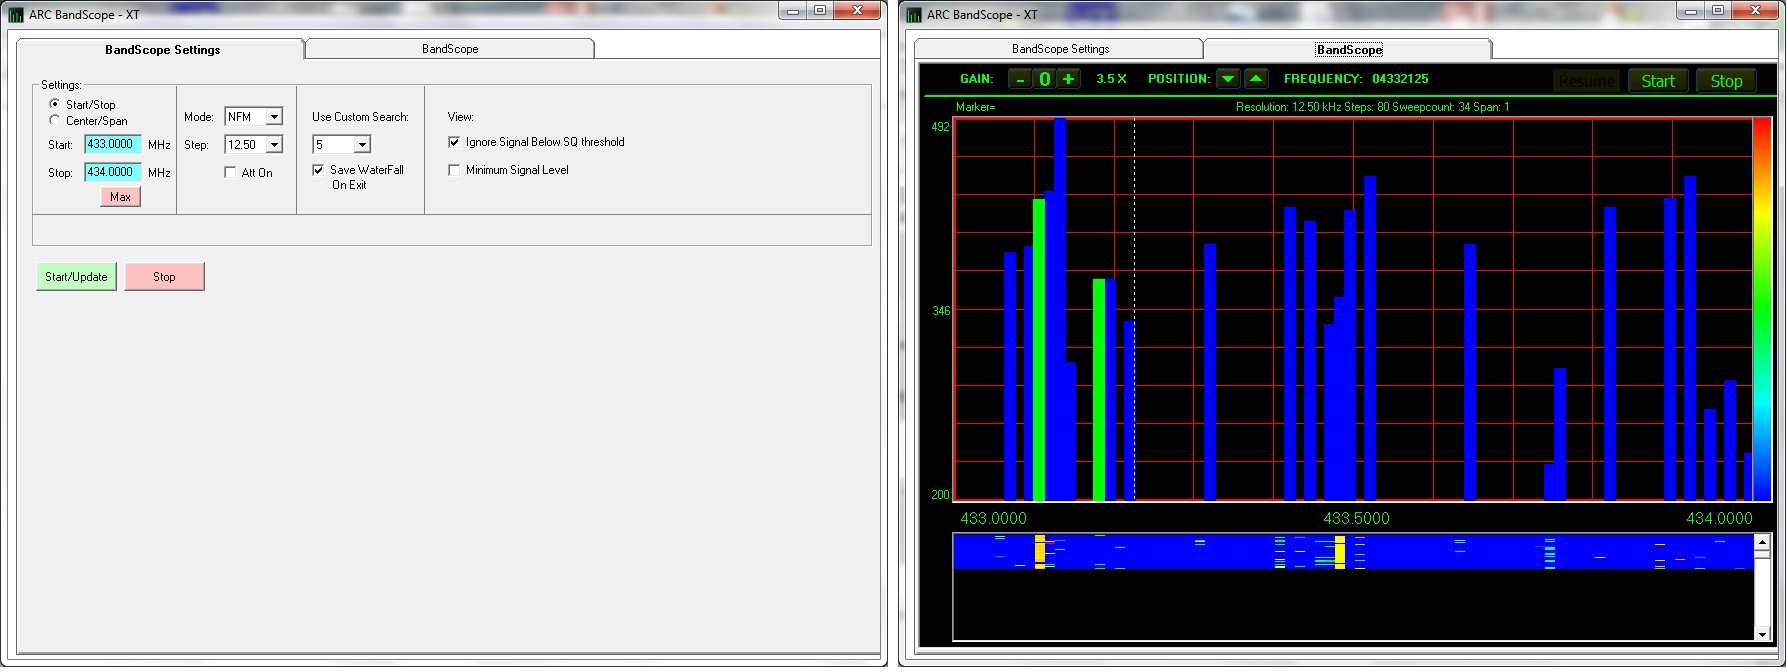 ARC BandScope - XT
BandScope Settings
BandScope
Settings:
Start/Stop
Center/Span
Start: 433.0000 MHz
Stop: 434.0000 MHz
Max
Mode: NFM
Step: 12.50
Att On
Use Custom Search:
5
Save WaterFall
On Exit
View:
Ignore Signal Below SQ threshold
Minimum Signal Level
Start/Update
Stop
ARC BandScope - XT
BandScope Settings
BandScope
GAIN: - 0 + 3.5 X POSITION: FREQUENCY: 04332125
Resume
Start
Stop
Marker=
Resolution: 12.50 kHz Steps: 80 Sweepcount: 34 Span: 1
492
346
200
433.0000
433.5000
434.0000